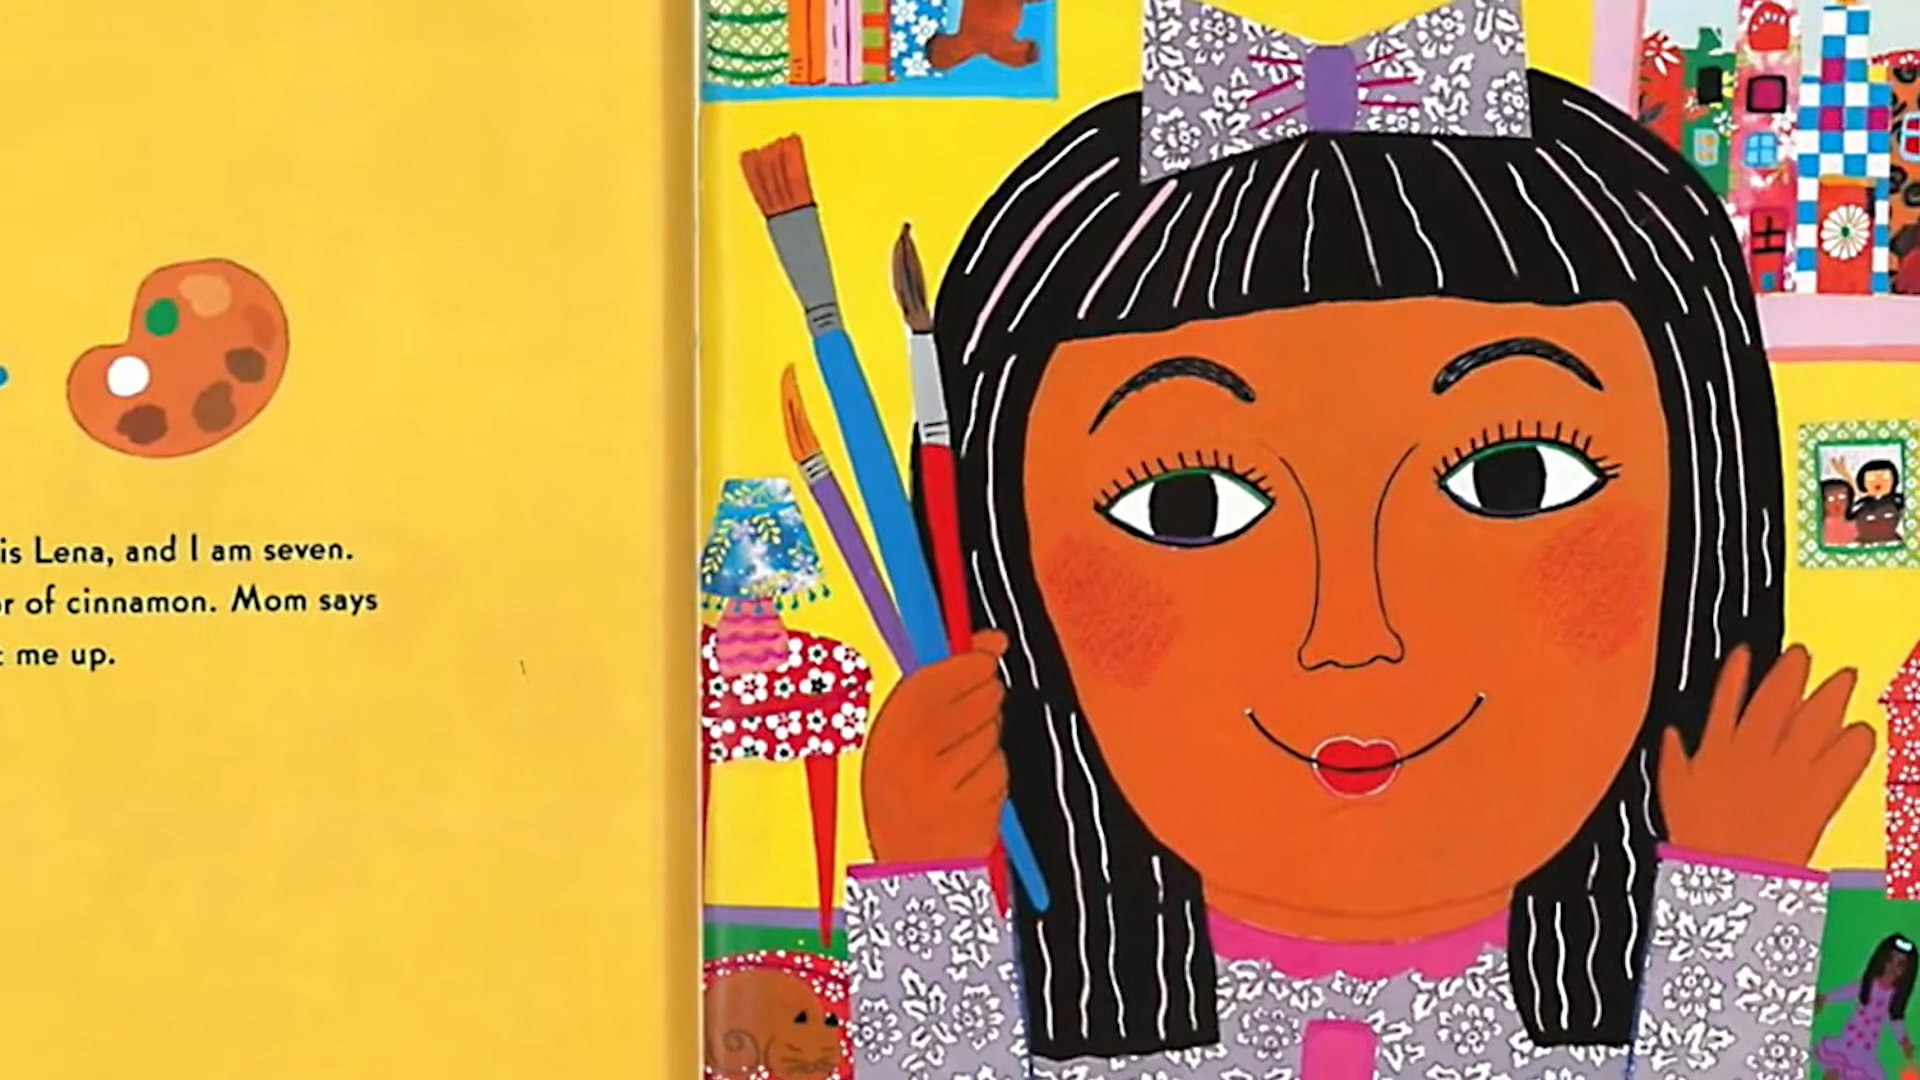 is Lena, and I am seven.
of cinnamon. Mom says
me up.